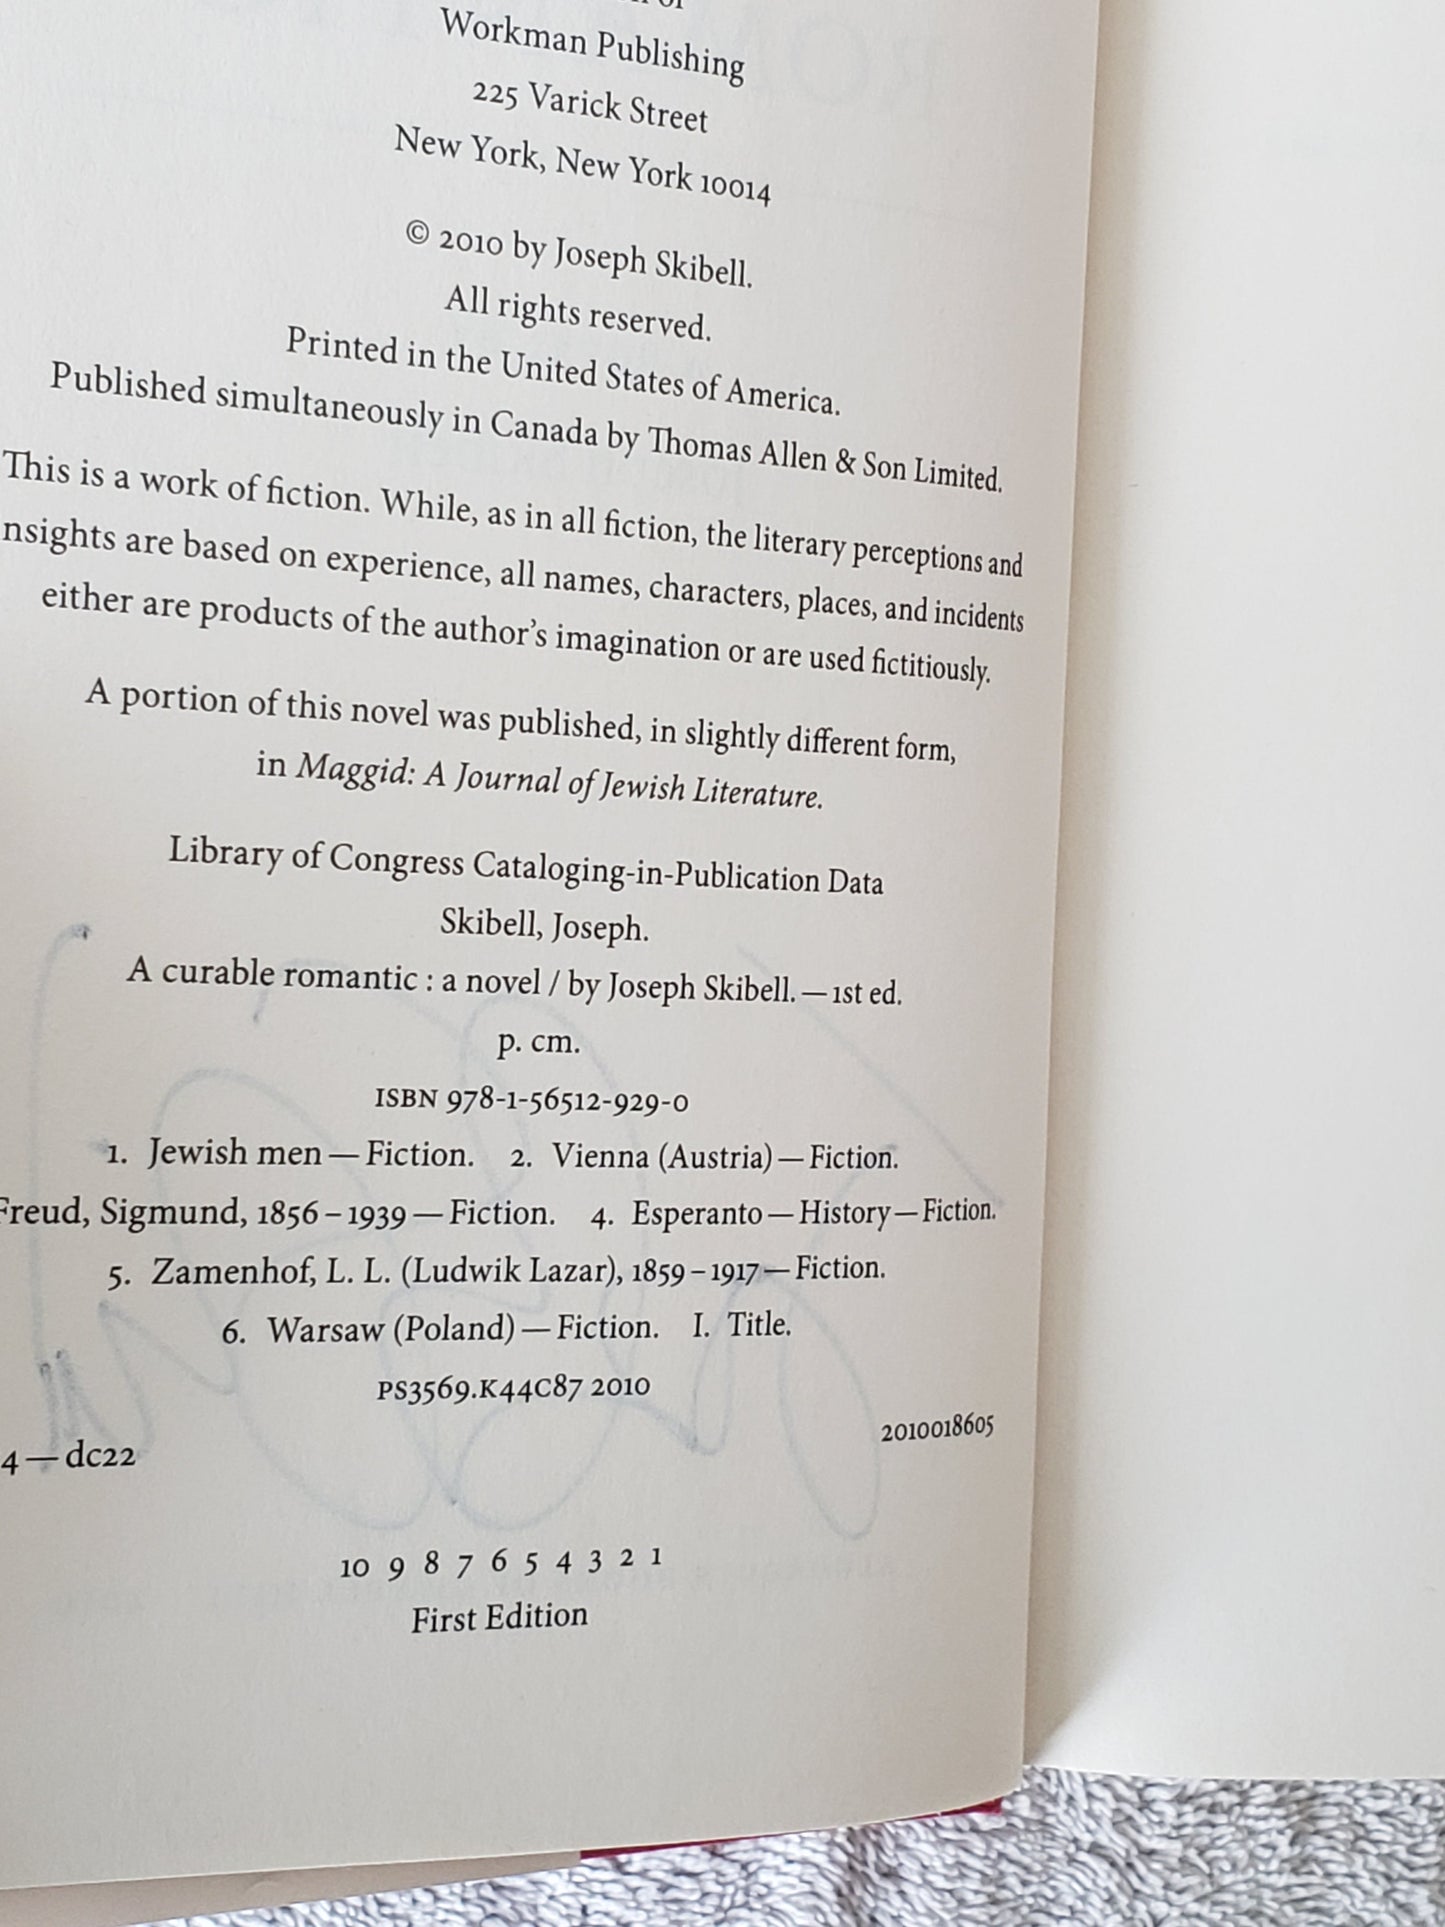 Workman Publishing
225 Varick Street
New York, New York 10014
© 2010 by Joseph Skibell.
All rights reserved.
Printed in the United States of America.
Published simultaneously in Canada by Thomas Allen & Son Limited.
This is a work of fiction. While, as in all fiction, the literary perceptions and
nsights are based on experience, all names, characters, places, and incidents
either are products of the author's imagination or are used fictitiously.
A portion of this novel was published, in slightly different form,
in Maggid: A Journal of Jewish Literature.
Library of Congress Cataloging-in-Publication Data
Skibell, Joseph.
A curable romantic : a novel / by Joseph Skibell. — 1st ed.
p. cm.
ISBN 978-1-56512-929-0
1. Jewish men — Fiction. 2. Vienna (Austria) — Fiction.
Freud, Sigmund, 1856 – 1939 — Fiction. 4. Esperanto — History — Fiction.
5. Zamenhof, L. L. (Ludwik Lazar), 1859 – 1917 — Fiction.
6. Warsaw (Poland) — Fiction. I. Title.
PS3569.K44C87 2010
2010018605
4 — dc22
10 9 8 7 6 5 4 3 2 1
First Edition